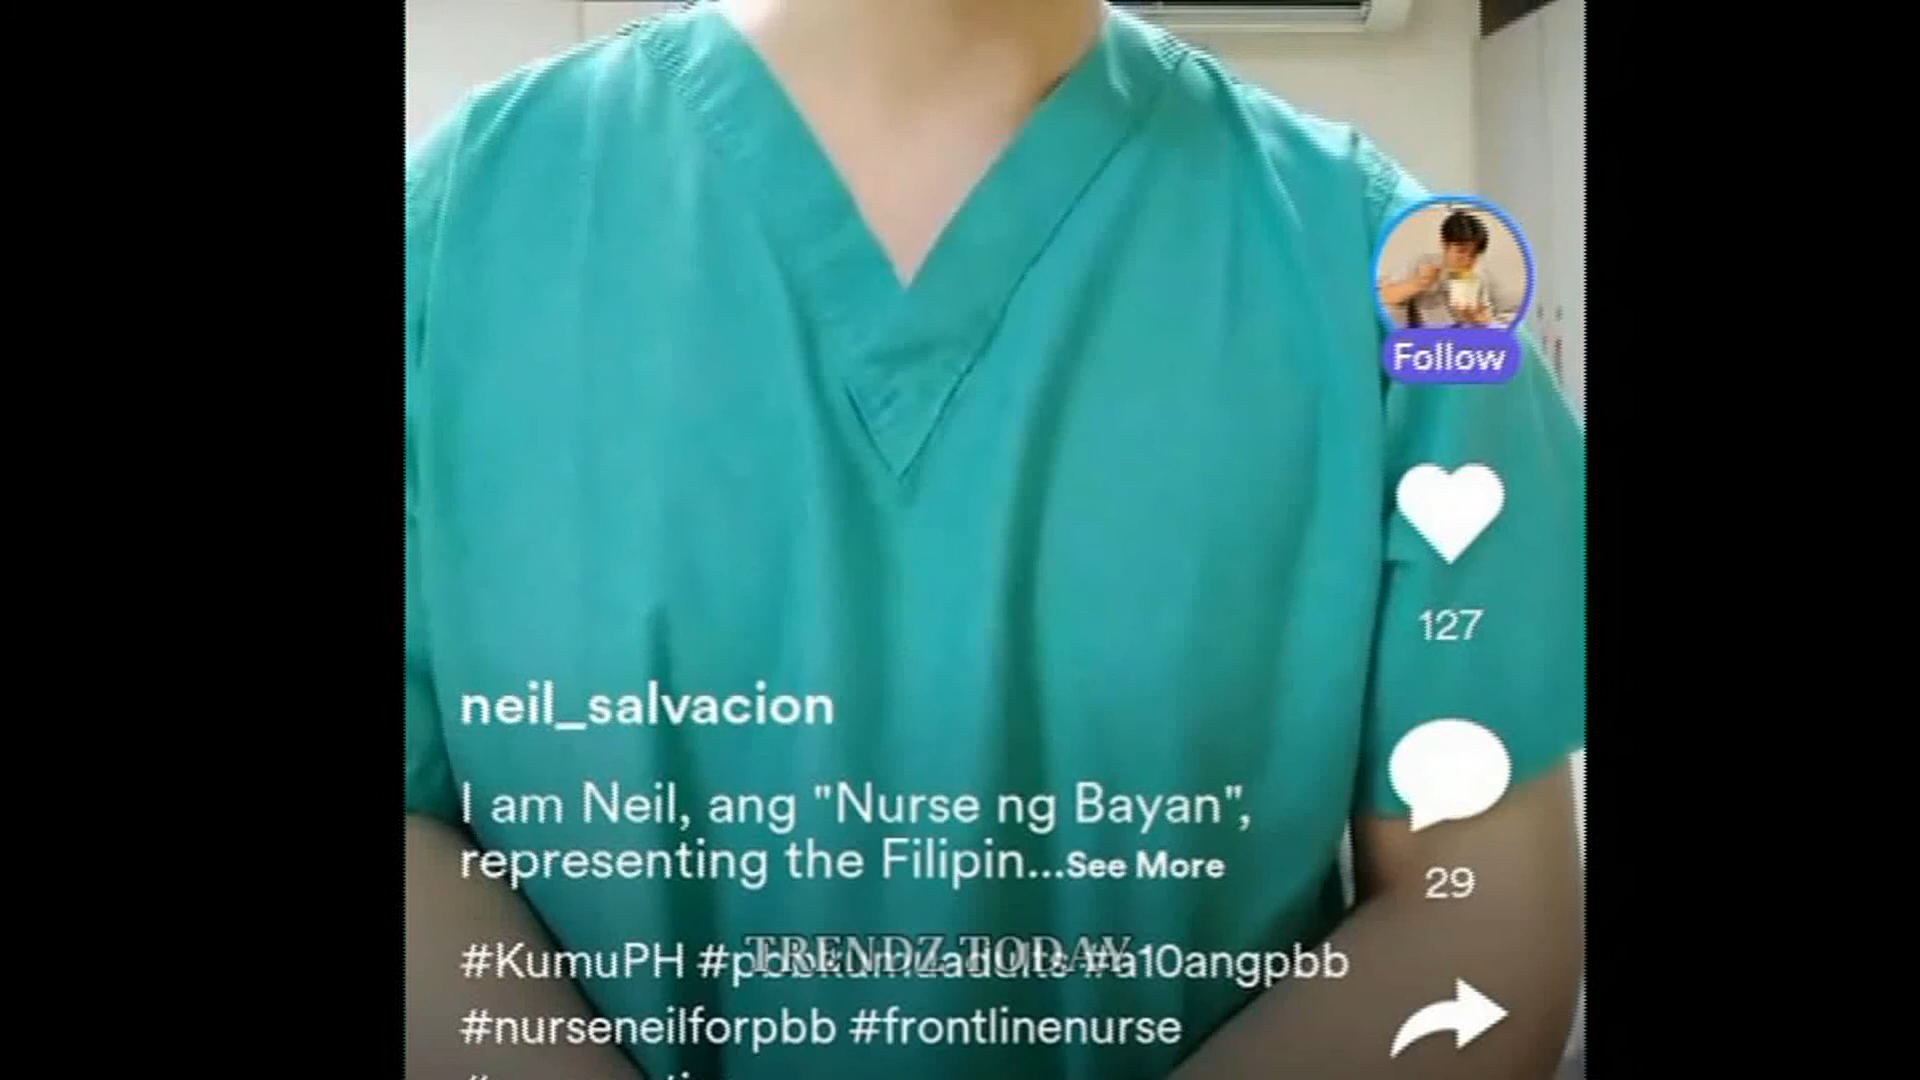 Follow
127
neil_salvacion
I am Neil, ang "Nurse ng Bayan",
representing the Filipin...See More
29
#KumuPH #pbbkumuadults #a10angpbb
TRENDZ TODAY
#nurseneilforpbb #frontlinenurse